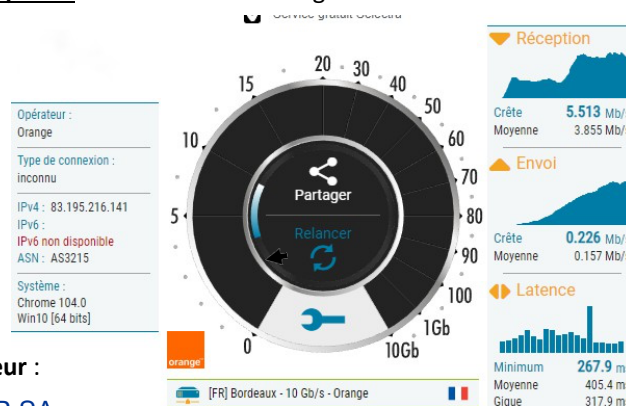 Service gratuit Selectra
Opérateur :
Orange
Type de connexion :
inconnu
IPv4 : 83.195.216.141
IPv6 :
IPv6 non disponible
ASN : AS3215
Système :
Chrome 104.0
Win10 [64 bits]
eur :
0
5
10
15
20
30
40
50
60
70
80
90
100
1Gb
10Gb
Partager
Relancer
orange
[FR] Bordeaux - 10 Gb/s - Orange
Réception
Crête 5.513 Mb/
Moyenne 3.855 Mb/
Envoi
Crête 0.226 Mb/
Moyenne 0.157 Mb/
Latence
Minimum 267.9 m
Moyenne 405.4 m
Gigue 317.9 m